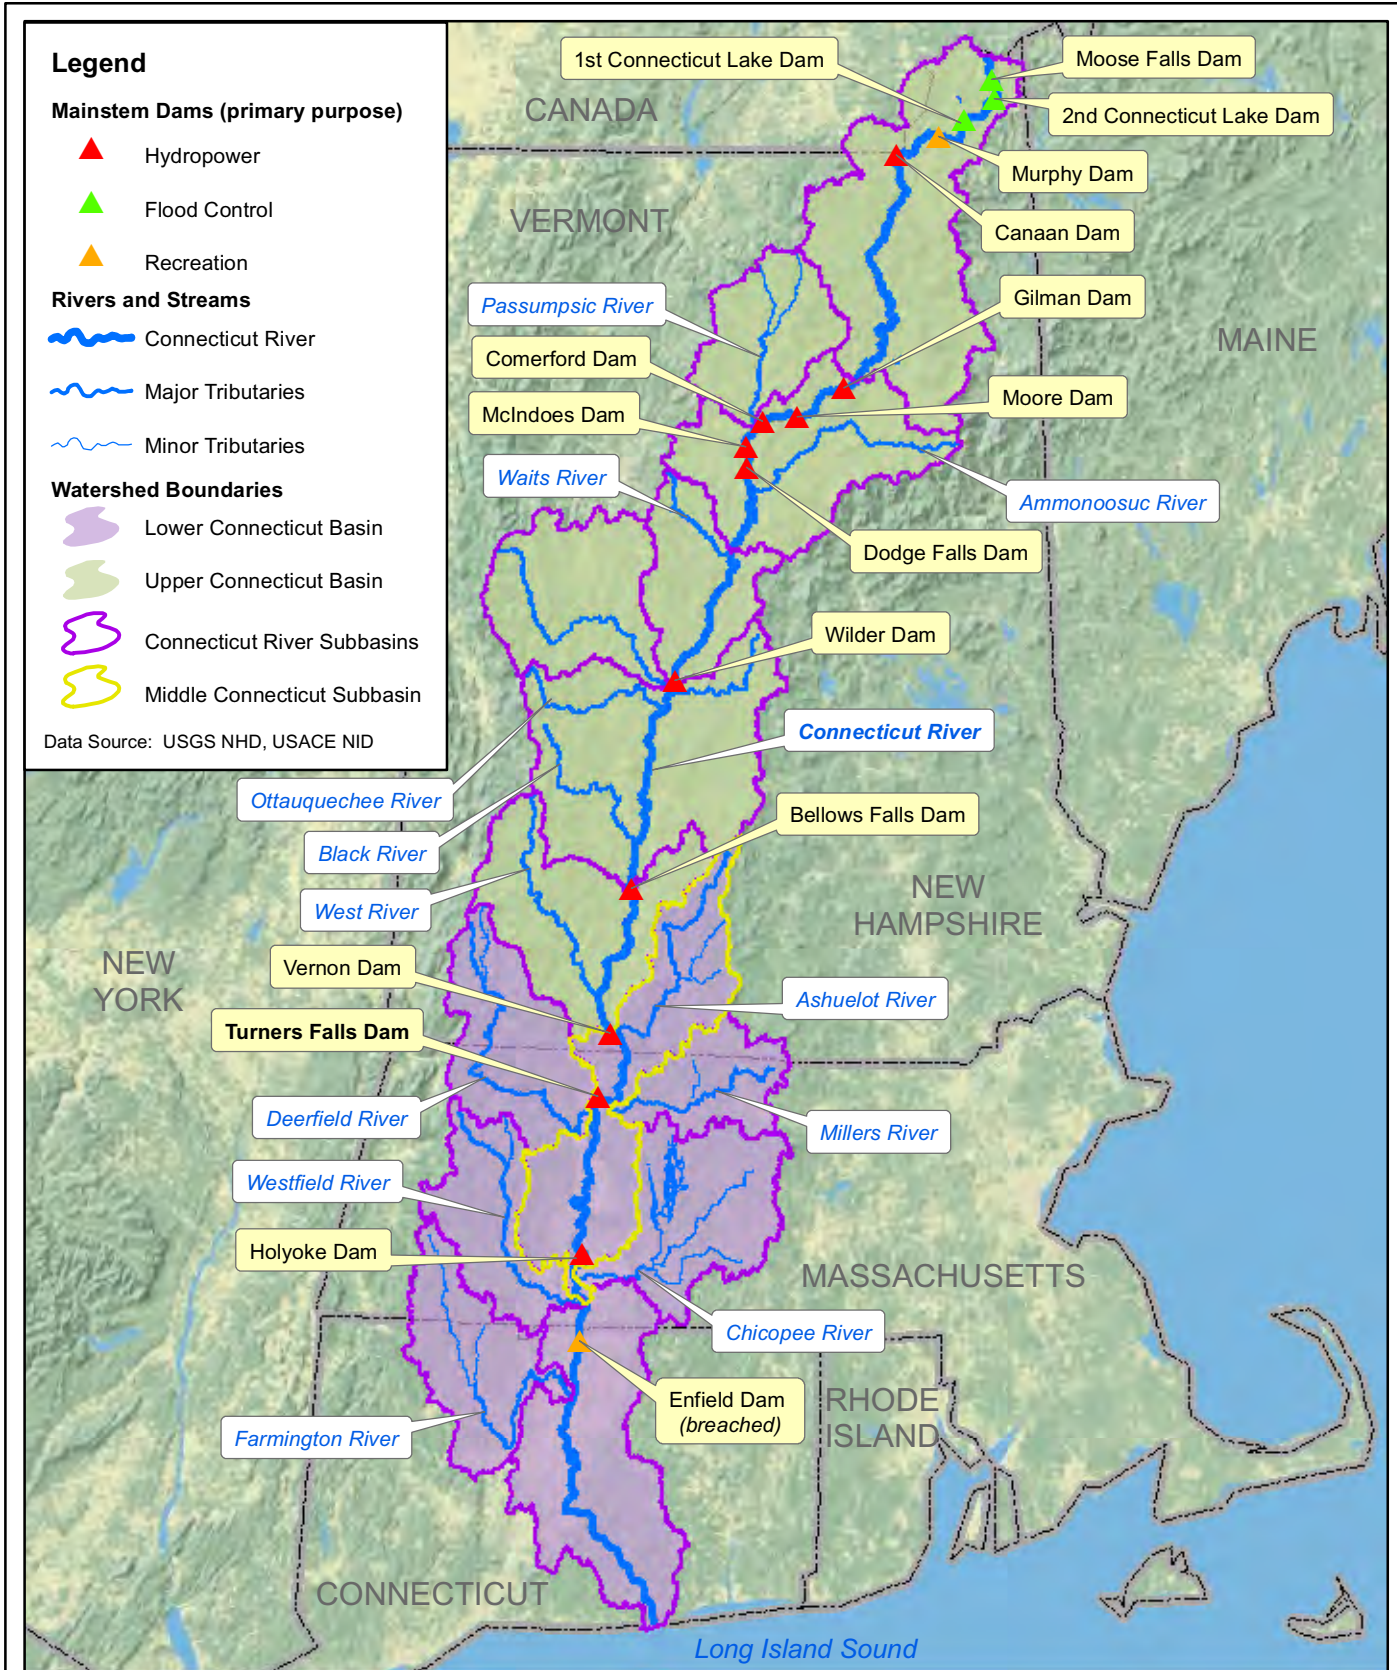 Legend
Mainstem Dams (primary purpose)
Hydropower
Flood Control
Recreation
Rivers and Streams
Connecticut River
Major Tributaries
Minor Tributaries
Watershed Boundaries
Lower Connecticut Basin
Upper Connecticut Basin
Connecticut River Subbasins
Middle Connecticut Subbasin
Data Source: USGS NHD, USACE NID
1st Connecticut Lake Dam
Moose Falls Dam
CANADA
2nd Connecticut Lake Dam
Murphy Dam
VERMONT
Canaan Dam
Passumpsic River
Gilman Dam
MAINE
Comerford Dam
Moore Dam
McIndoes Dam
Waits River
Ammonoosuc River
Dodge Falls Dam
Wilder Dam
Connecticut River
Ottauquechee River
Bellows Falls Dam
Black River
NEW
HAMPSHIRE
West River
NEW
YORK
Vernon Dam
Ashuelot River
Turners Falls Dam
Deerfield River
Millers River
Westfield River
Holyoke Dam
MASSACHUSETTS
Chicopee River
Enfield Dam
(breached)
RHODE
ISLAND
Farmington River
CONNECTICUT
Long Island Sound